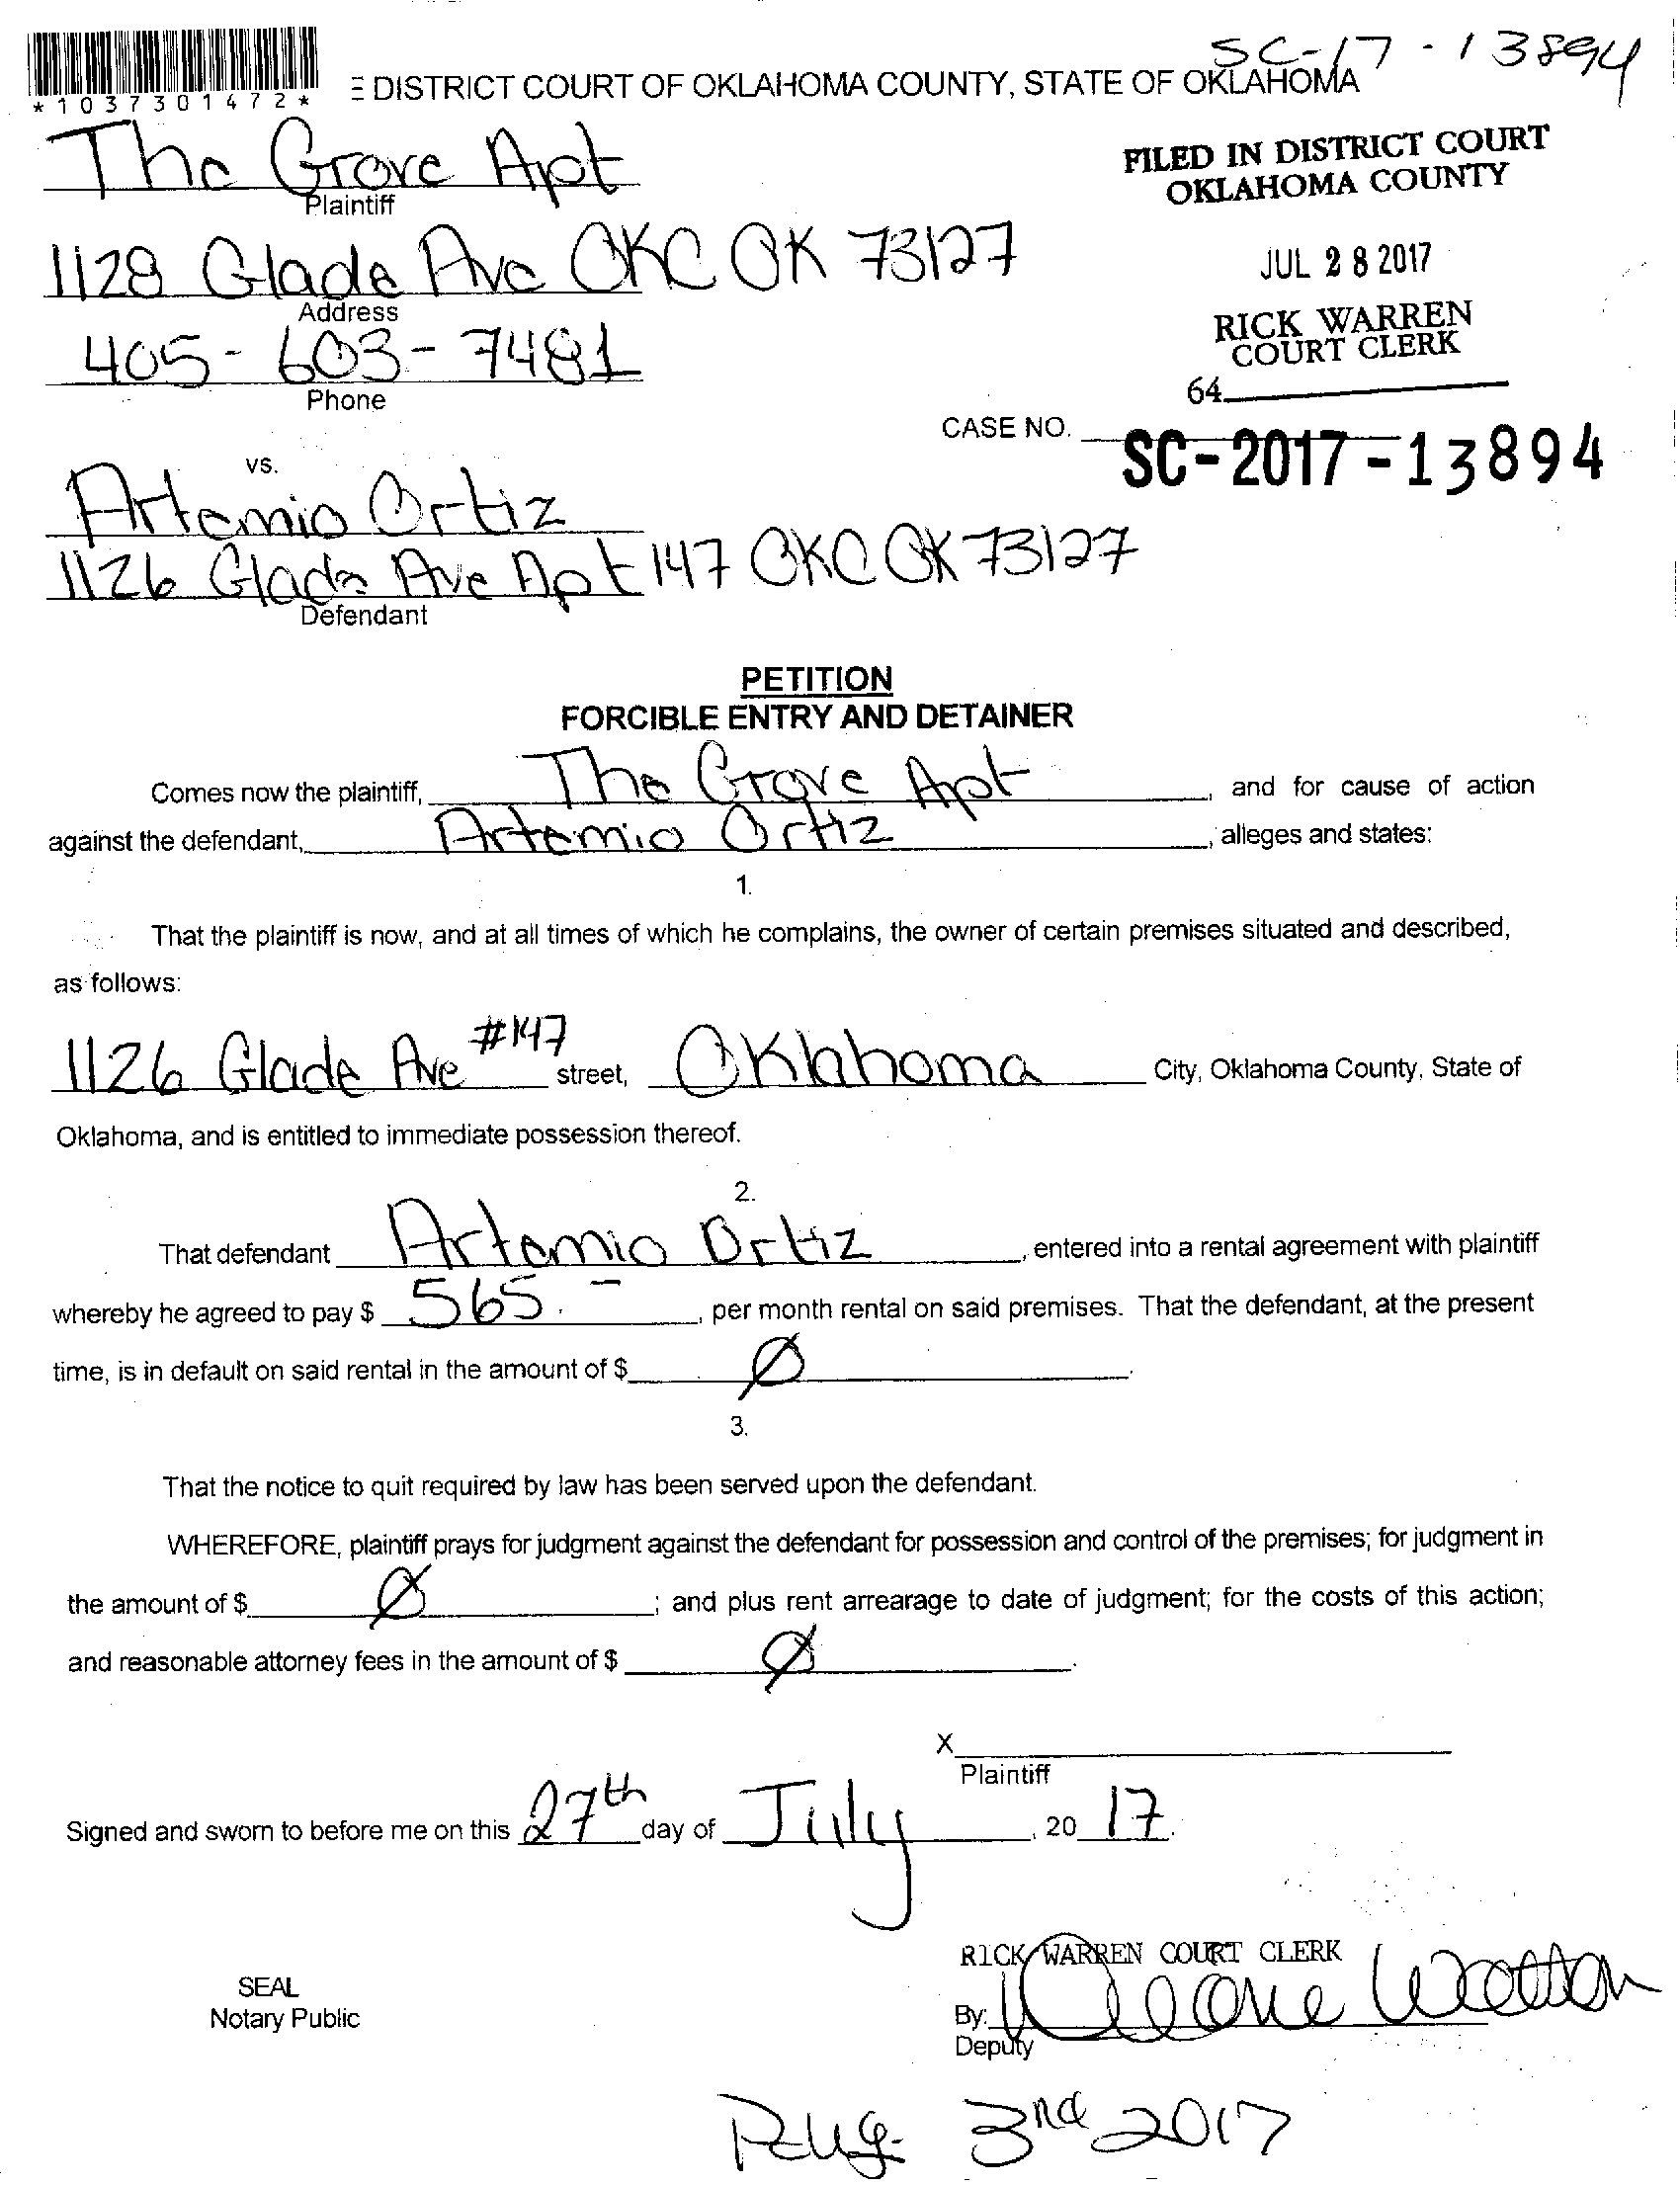 SC-17-13894
*1037301472*
E DISTRICT COURT OF OKLAHOMA COUNTY, STATE OF OKLAHOMA
The Grove Apt
Plaintiff
FILED IN DISTRICT COURT
OKLAHOMA COUNTY
1128 Glade Ave OKC OK 73127
Address
JUL 28 2017
405-603-7481
Phone
RICK WARREN
COURT CLERK
64
CASE NO. SC-2017-13894
vs.
Artemio Ortiz
1126 Glade Ave Apt 147 OKC OK 73127
Defendant
PETITION
FORCIBLE ENTRY AND DETAINER
Comes now the plaintiff, The Grove Apt, and for cause of action
against the defendant, Artemio Ortiz, alleges and states:
1.
That the plaintiff is now, and at all times of which he complains, the owner of certain premises situated and described,
as follows:
1126 Glade Ave #147 street, Oklahoma City, Oklahoma County, State of
Oklahoma, and is entitled to immediate possession thereof.
2.
That defendant Artemio Ortiz, entered into a rental agreement with plaintiff
whereby he agreed to pay $ 565.-, per month rental on said premises. That the defendant, at the present
time, is in default on said rental in the amount of $ Ø.
3.
That the notice to quit required by law has been served upon the defendant.
WHEREFORE, plaintiff prays for judgment against the defendant for possession and control of the premises; for judgment in
the amount of $ Ø; and plus rent arrearage to date of judgment; for the costs of this action;
and reasonable attorney fees in the amount of $ Ø.
X
Plaintiff
Signed and sworn to before me on this 27th day of July, 20 17.
RICK WARREN COURT CLERK
SEAL
Notary Public
By:
Deputy
Aug. 3rd 2017